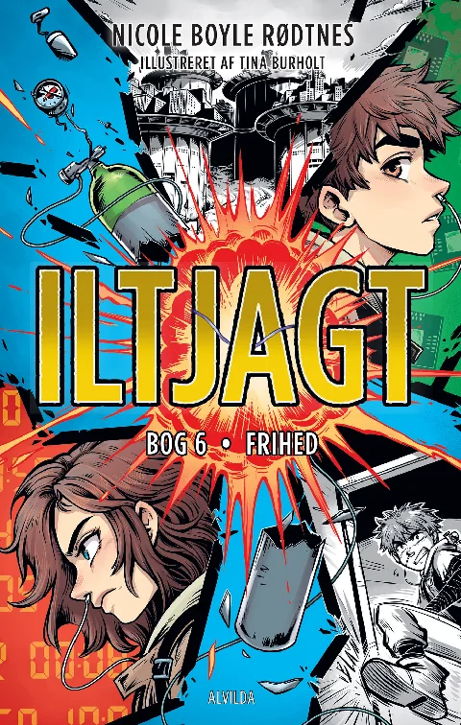 NICOLE BOYLE RØDTNES
ILLUSTRERET AF TINA BURHOLT
ILTJAGT
BOG 6 • FRIHED
ALVILDA